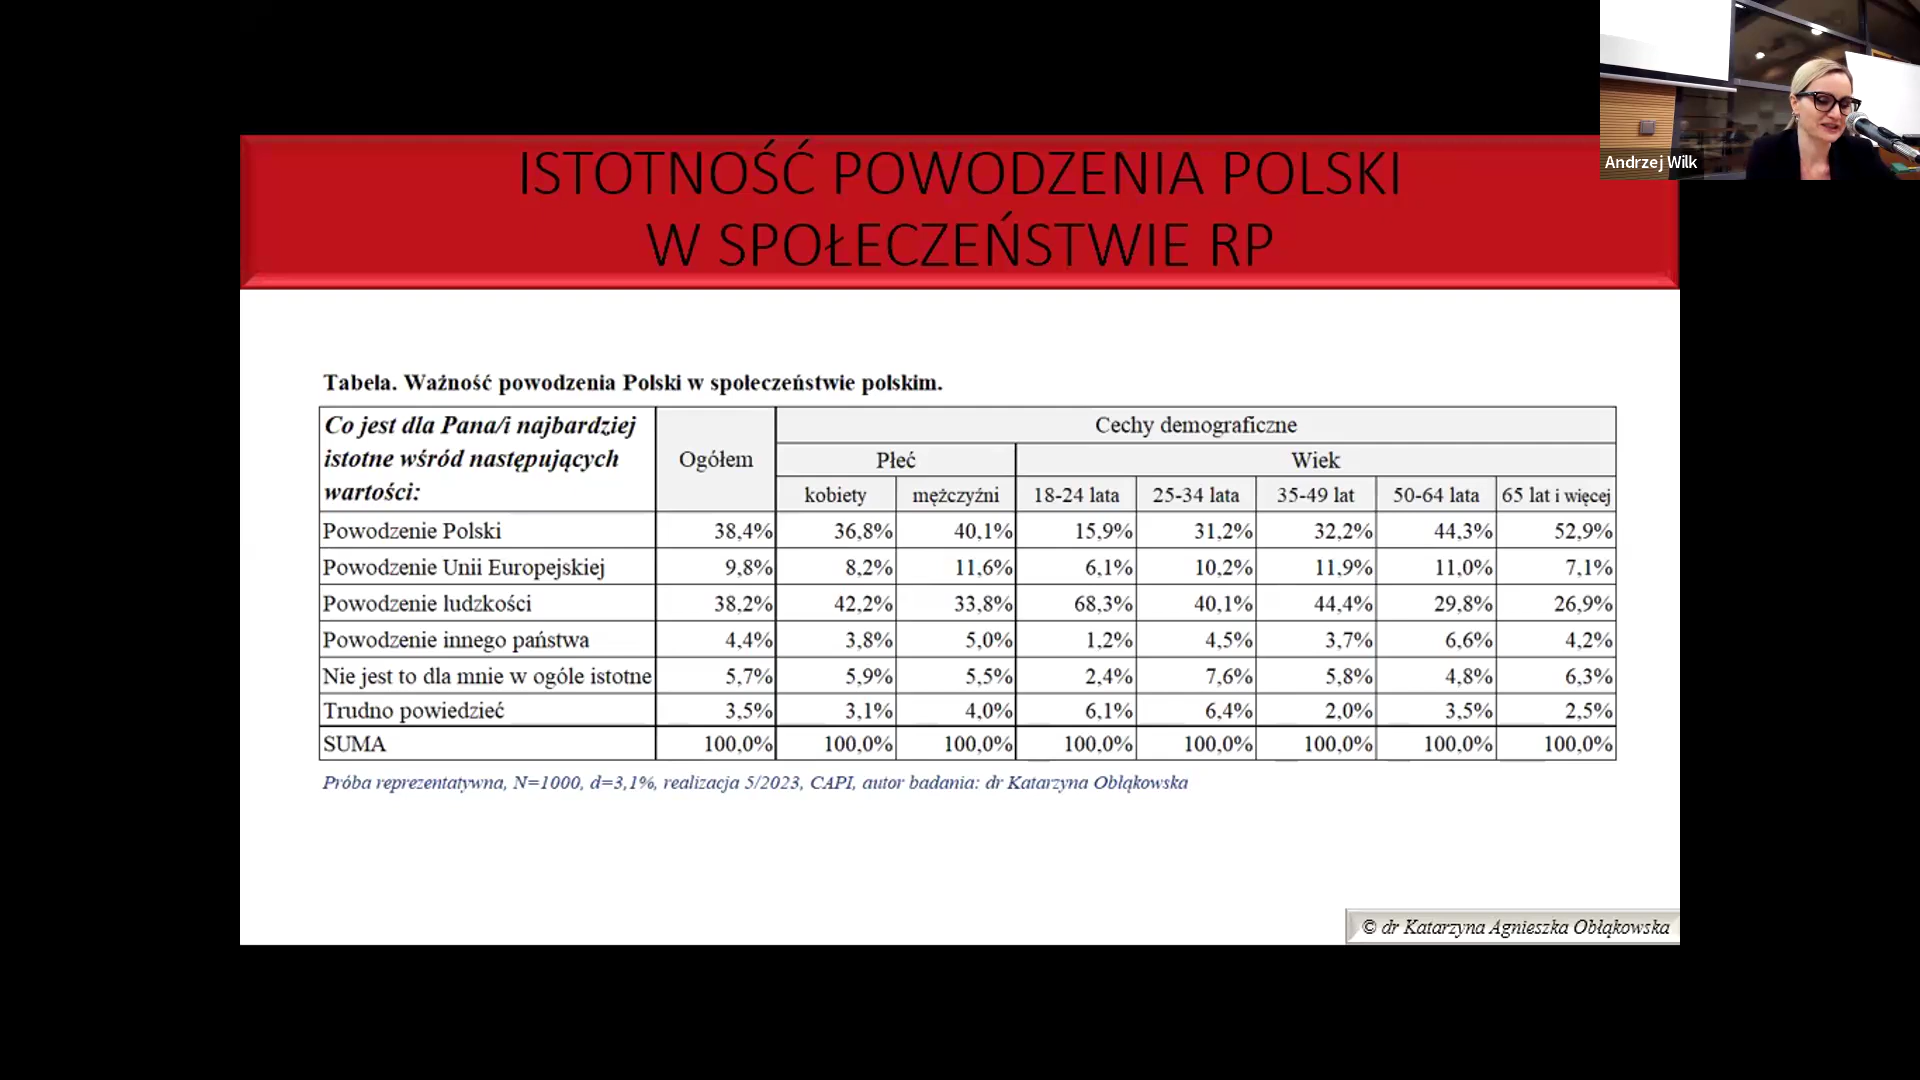 Andrzej Wilk
ISTOTNOŚĆ POWODZENIA POLSKI
W SPOŁECZEŃSTWIE RP
Tabela. Ważność powodzenia Polski w społeczeństwie polskim.
Co jest dla Pana/i najbardziej
istotne wśród następujących
wartości:
Ogółem
Cechy demograficzne
Płeć Wiek
kobiety mężczyźni 18-24 lata 25-34 lata 35-49 lat 50-64 lata 65 lat i więcej
Powodzenie Polski 38,4% 36,8% 40,1% 15,9% 31,2% 32,2% 44,3% 52,9%
Powodzenie Unii Europejskiej 9,8% 8,2% 11,6% 6,1% 10,2% 11,9% 11,0% 7,1%
Powodzenie ludzkości 38,2% 42,2% 33,8% 68,3% 40,1% 44,4% 29,8% 26,9%
Powodzenie innego państwa 4,4% 3,8% 5,0% 1,2% 4,5% 3,7% 6,6% 4,2%
Nie jest to dla mnie w ogóle istotne 5,7% 5,9% 5,5% 2,4% 7,6% 5,8% 4,8% 6,3%
Trudno powiedzieć 3,5% 3,1% 4,0% 6,1% 6,4% 2,0% 3,5% 2,5%
SUMA 100,0% 100,0% 100,0% 100,0% 100,0% 100,0% 100,0% 100,0%
Próba reprezentatywna, N=1000, d=3,1%, realizacja 5/2023, CAPI, autor badania: dr Katarzyna Obłąkowska
© dr Katarzyna Agnieszka Obłąkowska